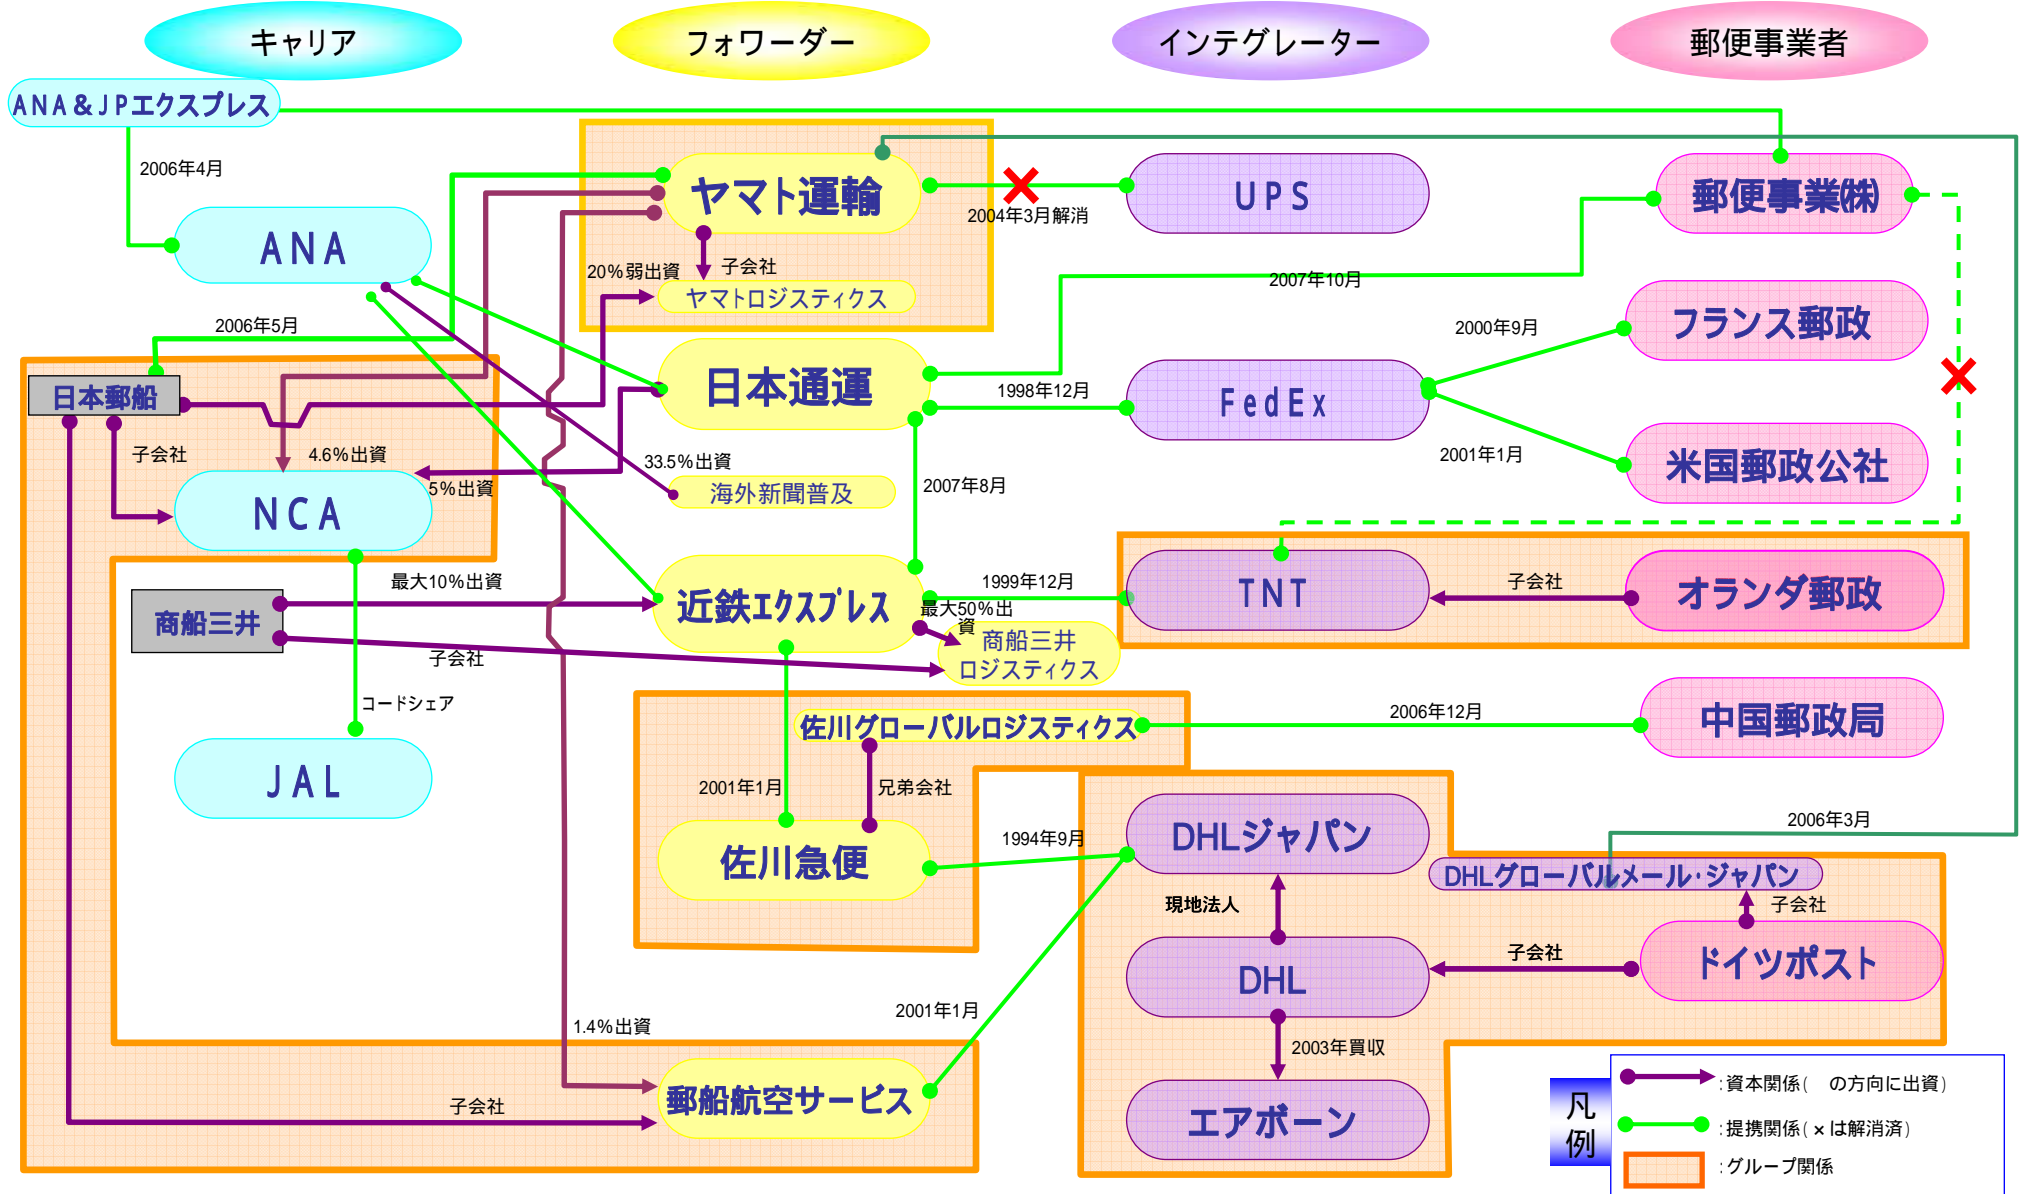 キャリア
フォワーダー
インテグレーター
郵便事業者
ANA&JPエクスプレス
2006年4月
ヤマト運輸
2004年3月解消
UPS
郵便事業㈱
ANA
20%弱出資
子会社
ヤマトロジスティクス
2007年10月
フランス郵政
2000年9月
2006年5月
日本郵船
日本通運
1998年12月
FedEx
2001年1月
米国郵政公社
子会社
4.6%出資
33.5%出資
5%出資
海外新聞普及
2007年8月
NCA
最大10%出資
近鉄エクスプレス
1999年12月
TNT
子会社
オランダ郵政
商船三井
最大50%出
資
商船三井
ロジスティクス
子会社
コードシェア
佐川グローバルロジスティクス
2006年12月
中国郵政局
JAL
2001年1月
兄弟会社
佐川急便
1994年9月
DHLジャパン
2006年3月
DHLグローバルメール・ジャパン
現地法人
子会社
子会社
ドイツポスト
DHL
2001年1月
1.4%出資
2003年買収
郵船航空サービス
子会社
エアボーン
凡
例
:資本関係( の方向に出資)
:提携関係(×は解消済)
:グループ関係